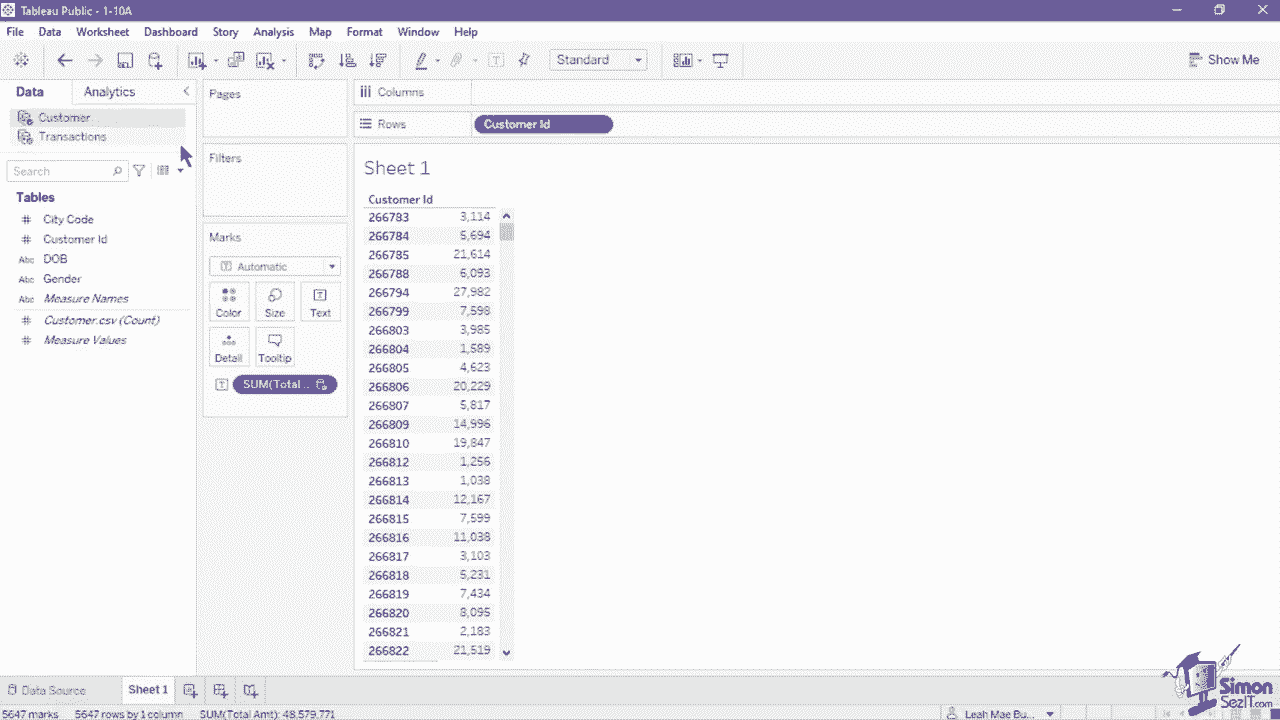 Tableau Public - 1-10A
File Data Worksheet Dashboard Story Analysis Map Format Window Help
Standard Show Me
Data Analytics Pages Columns
Customer
Transactions Rows Customer Id
Search Filters Sheet 1
Tables
City Code
Customer Id
DOB
Gender
Measure Names
Customer.csv (Count)
Measure Values
Marks
Automatic
Color Size Text
Detail Tooltip
SUM(Total ..
Customer Id
266783 3,114
266784 5,694
266785 21,614
266788 6,093
266794 27,982
266799 7,598
266803 3,985
266804 1,589
266805 4,623
266806 20,229
266807 5,817
266809 14,996
266810 19,847
266812 1,256
266813 1,038
266814 12,167
266815 7,599
266816 11,038
266817 3,103
266818 5,231
266819 7,434
266820 8,095
266821 2,183
266822 21,519
Data Source Sheet 1
5647 marks 5647 rows by 1 column SUM(Total Amt): 48,579,771 Leah Mae Bu...
Simon
SezIT.com